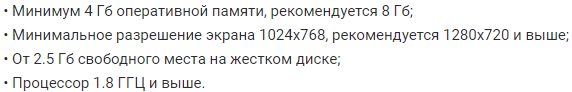 • Минимум 4 Гб оперативной памяти, рекомендуется 8 Гб;
• Минимальное разрешение экрана 1024x768, рекомендуется 1280x720 и выше;
• От 2.5 Гб свободного места на жестком диске;
• Процессор 1.8 ГГЦ и выше.